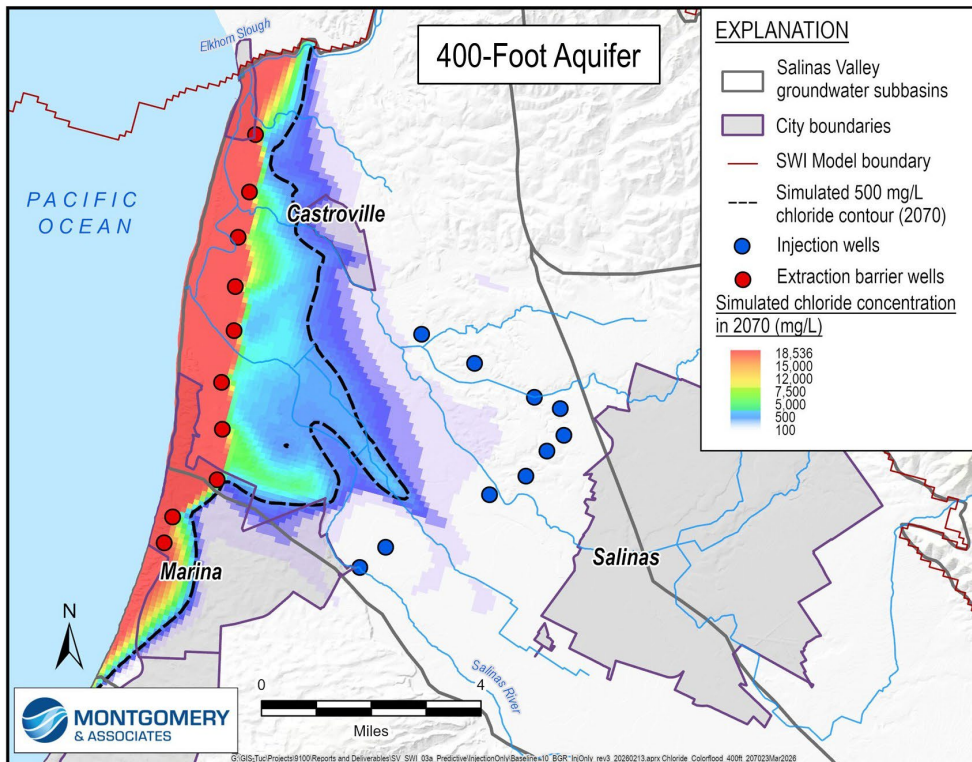 400-Foot Aquifer
Elkhorn Slough
PACIFIC
OCEAN
Castroville
Salinas
Marina
Salinas
River
N
0 4
Miles
MONTGOMERY
& ASSOCIATES
EXPLANATION
Salinas Valley
groundwater subbasins
City boundaries
SWI Model boundary
Simulated 500 mg/L
chloride contour (2070)
Injection wells
Extraction barrier wells
Simulated chloride concentration
in 2070 (mg/L)
18,536
15,000
12,000
7,500
5,000
500
100